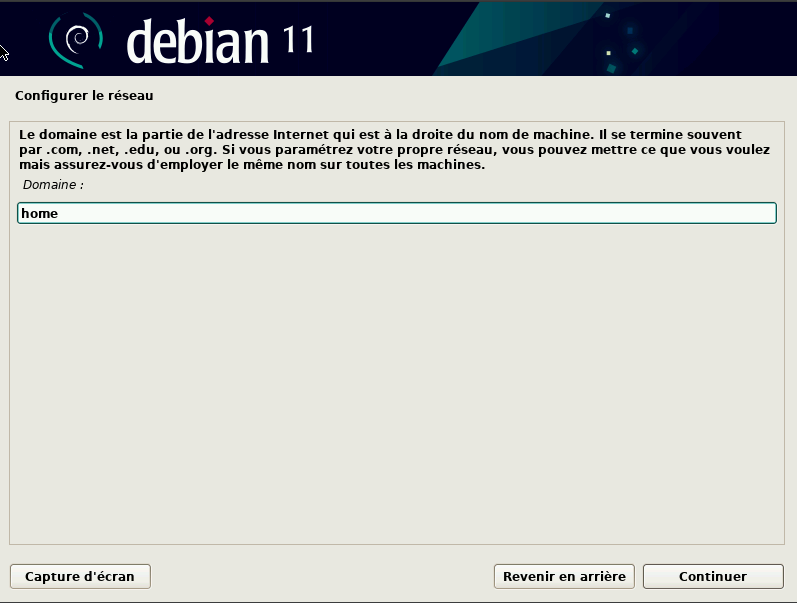 debian 11
Configurer le réseau
Le domaine est la partie de l'adresse Internet qui est à la droite du nom de machine. Il se termine souvent
par .com, .net, .edu, ou .org. Si vous paramétrez votre propre réseau, vous pouvez mettre ce que vous voulez
mais assurez-vous d'employer le même nom sur toutes les machines.
Domaine :
home
Capture d'écran
Revenir en arrière
Continuer